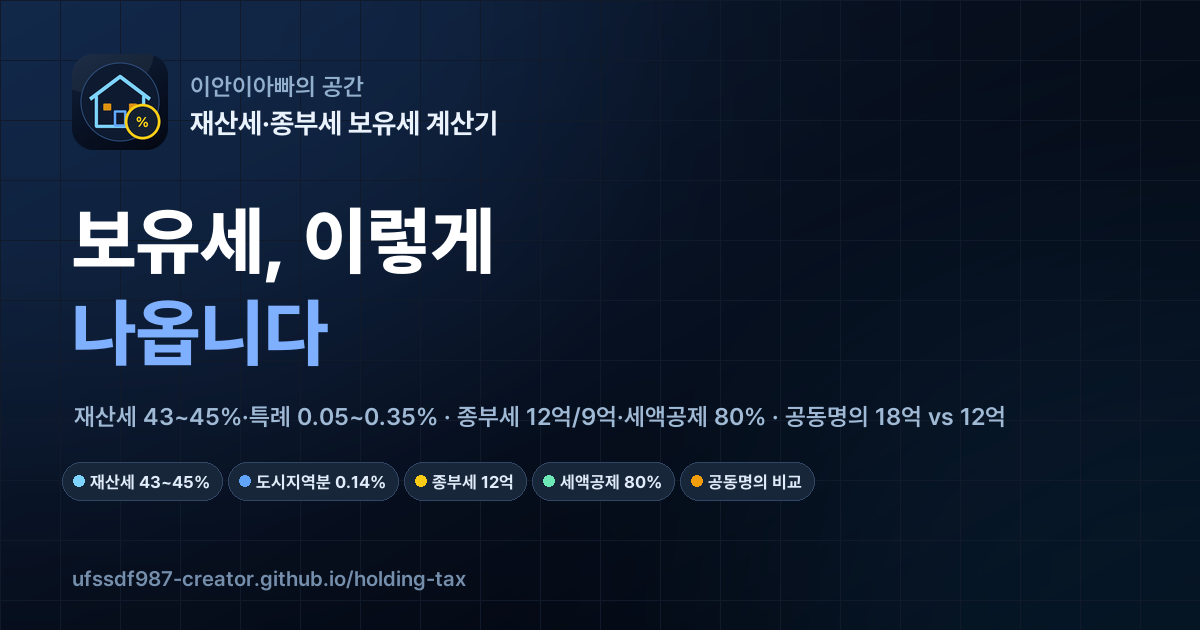 이안이아빠의 공간
재산세·종부세 보유세 계산기
%
보유세, 이렇게
나옵니다
재산세 43~45%·특례 0.05~0.35% · 종부세 12억/9억·세액공제 80% · 공동명의 18억 vs 12억
재산세 43~45% 도시지역분 0.14% 종부세 12억 세액공제 80% 공동명의 비교
ufssdf987-creator.github.io/holding-tax